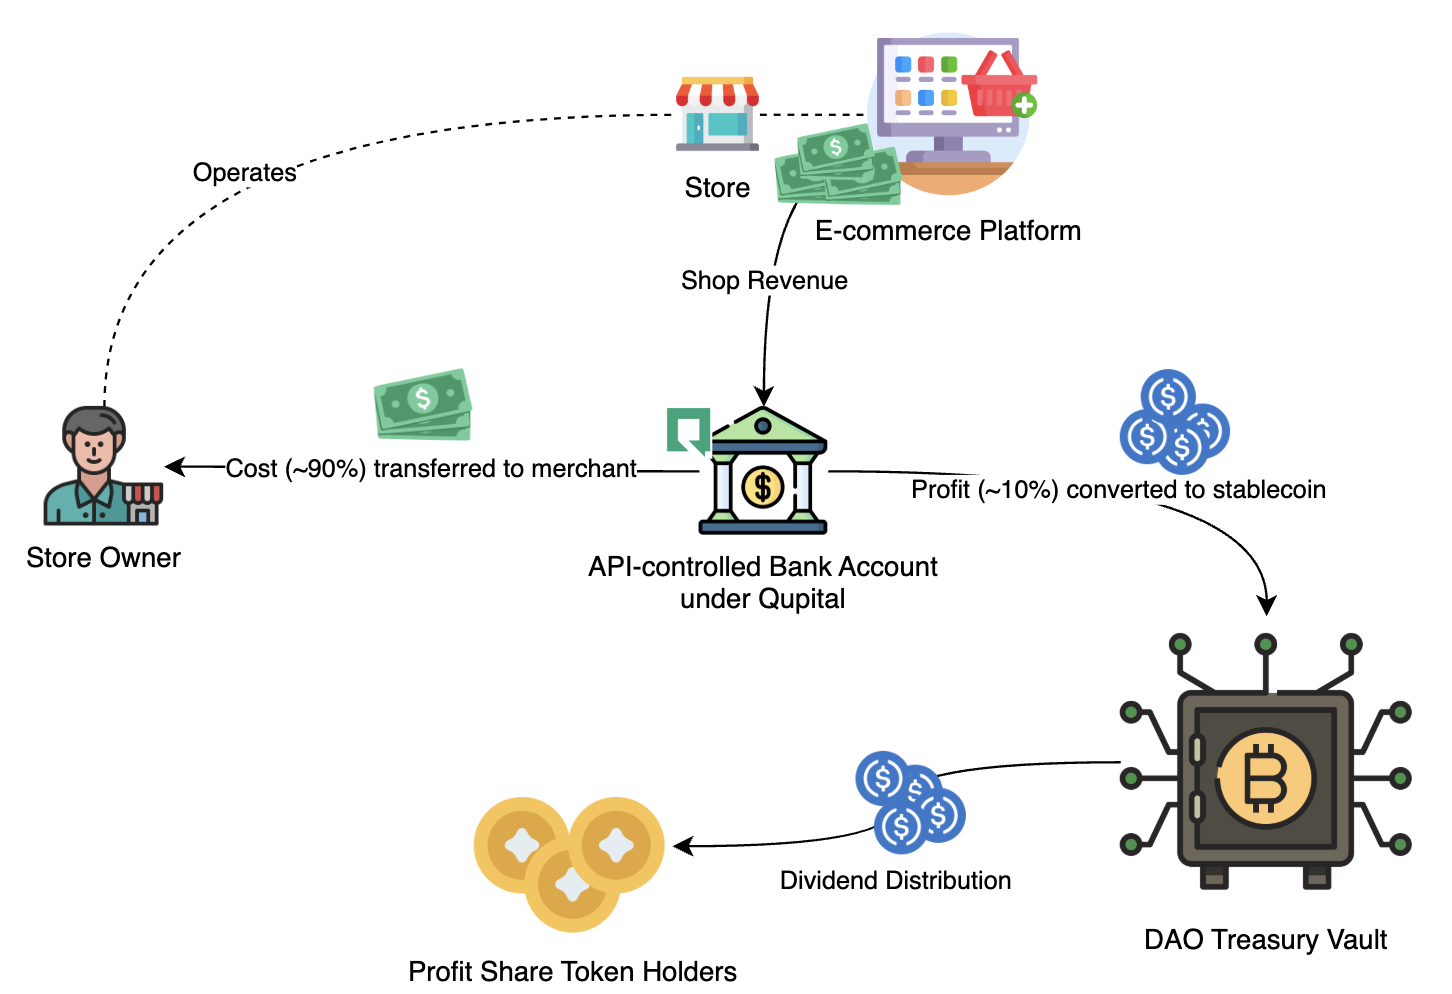 Operates
Store
E-commerce Platform
Shop Revenue
Cost (~90%) transferred to merchant
Profit (~10%) converted to stablecoin
Store Owner
API-controlled Bank Account
under Qupital
Dividend Distribution
DAO Treasury Vault
Profit Share Token Holders